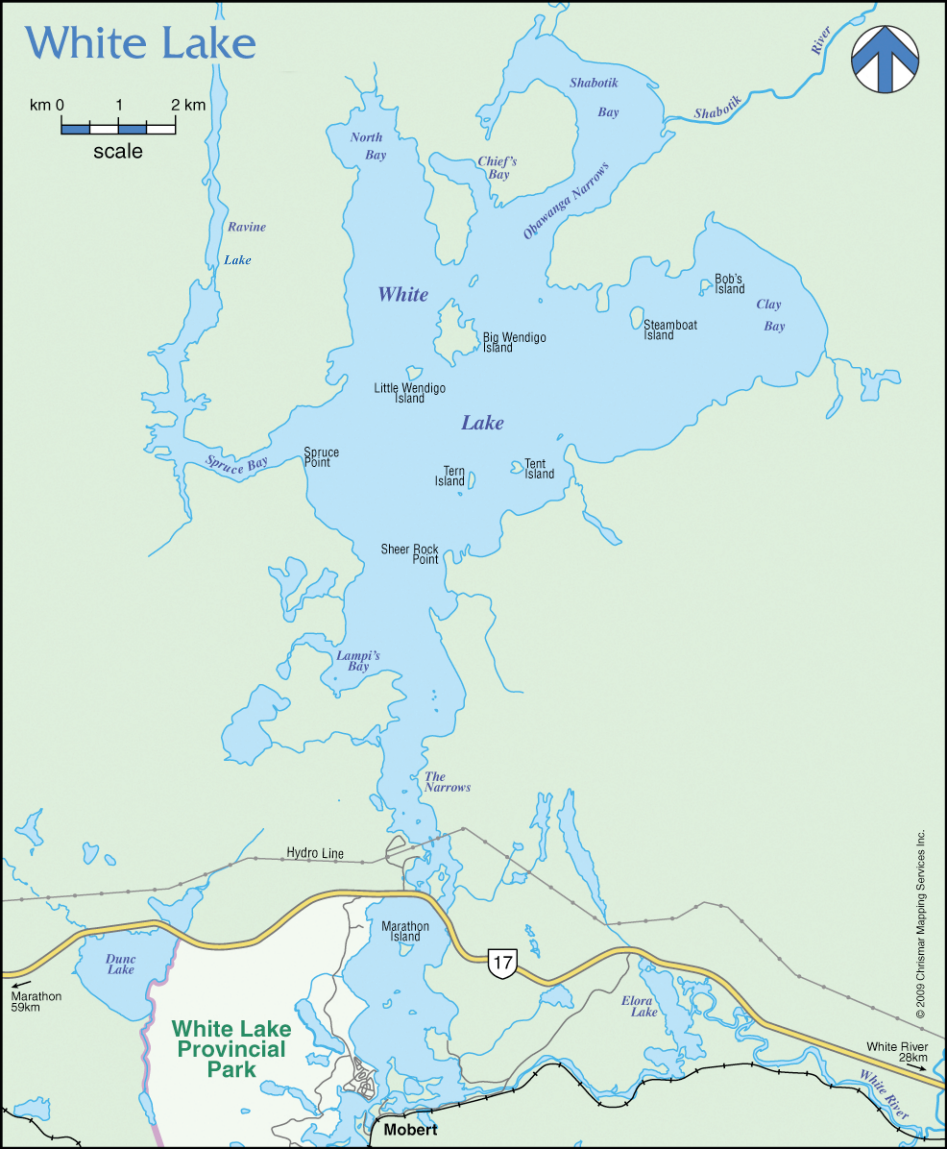 White Lake
km 0 1 2 km
scale
River
Shabotik
Shabotik
Bay
North
Bay
Chief's
Bay
Obawanga Narrows
Ravine
Lake
White
Bob's
Island
Clay
Bay
Steamboat
Island
Big Wendigo
Island
Little Wendigo
Island
Lake
Spruce
Point
Spruce Bay
Tern
Island
Tent
Island
Sheer Rock
Point
Lampi's
Bay
The
Narrows
Hydro Line
Marathon
Island
17
Dunc
Lake
Marathon
59km
Elora
Lake
White Lake
Provincial
Park
White River
28km
White River
Mobert
© 2009 Chrismar Mapping Services Inc.